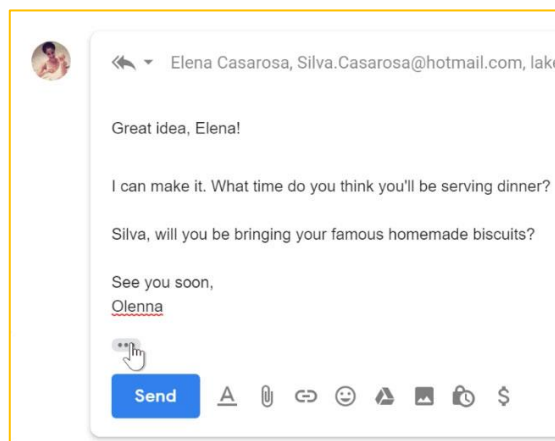 Elena Casarosa, Silva.Casarosa@hotmail.com,
Great idea, Elena!
I can make it. What time do you think you'll be serving dinner?
Silva, will you be bringing your famous homemade biscuits?
See you soon,
Olenna
Send